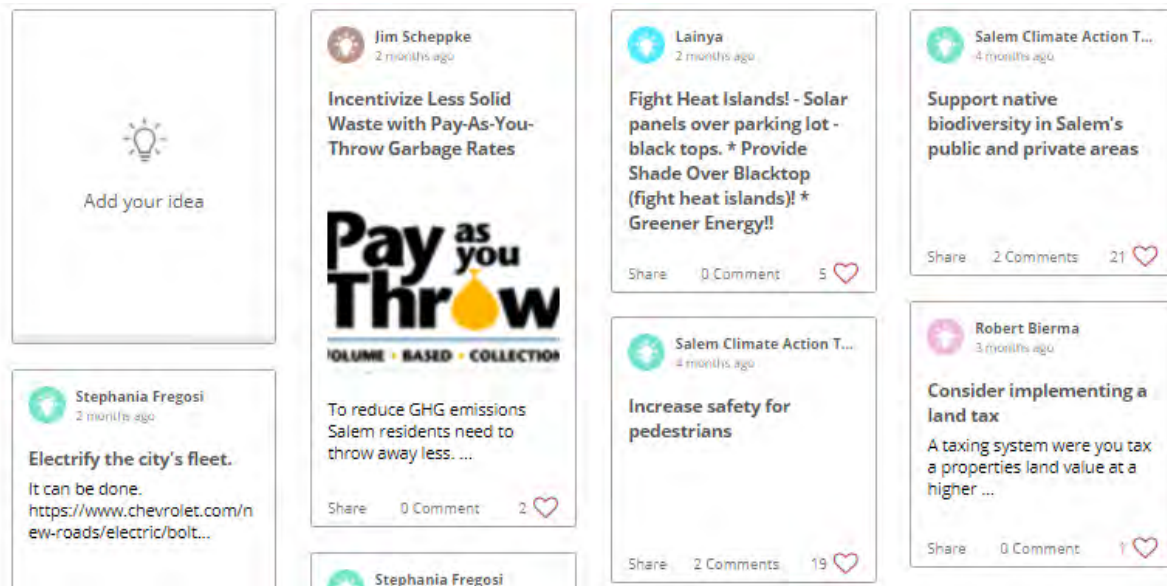 Add your idea
Stephania Fregosi
2 months ago
Electrify the city's fleet.
It can be done.
https://www.chevrolet.com/n
ew-roads/electric/bolt...
Jim Scheppke
2 months ago
Incentivize Less Solid
Waste with Pay-As-You-
Throw Garbage Rates
Pay as
you
Throw
VOLUME - BASED - COLLECTION
To reduce GHG emissions
Salem residents need to
throw away less. ...
Share 0 Comment 2
Stephania Fregosi
Lainya
2 months ago
Fight Heat Islands! - Solar
panels over parking lot -
black tops. * Provide
Shade Over Blacktop
(fight heat islands)! *
Greener Energy!!
Share 0 Comment 5
Salem Climate Action T...
4 months ago
Increase safety for
pedestrians
Share 2 Comments 19
Salem Climate Action T...
4 months ago
Support native
biodiversity in Salem's
public and private areas
Share 2 Comments 21
Robert Bierma
3 months ago
Consider implementing a
land tax
A taxing system were you tax
a properties land value at a
higher ...
Share 0 Comment 1